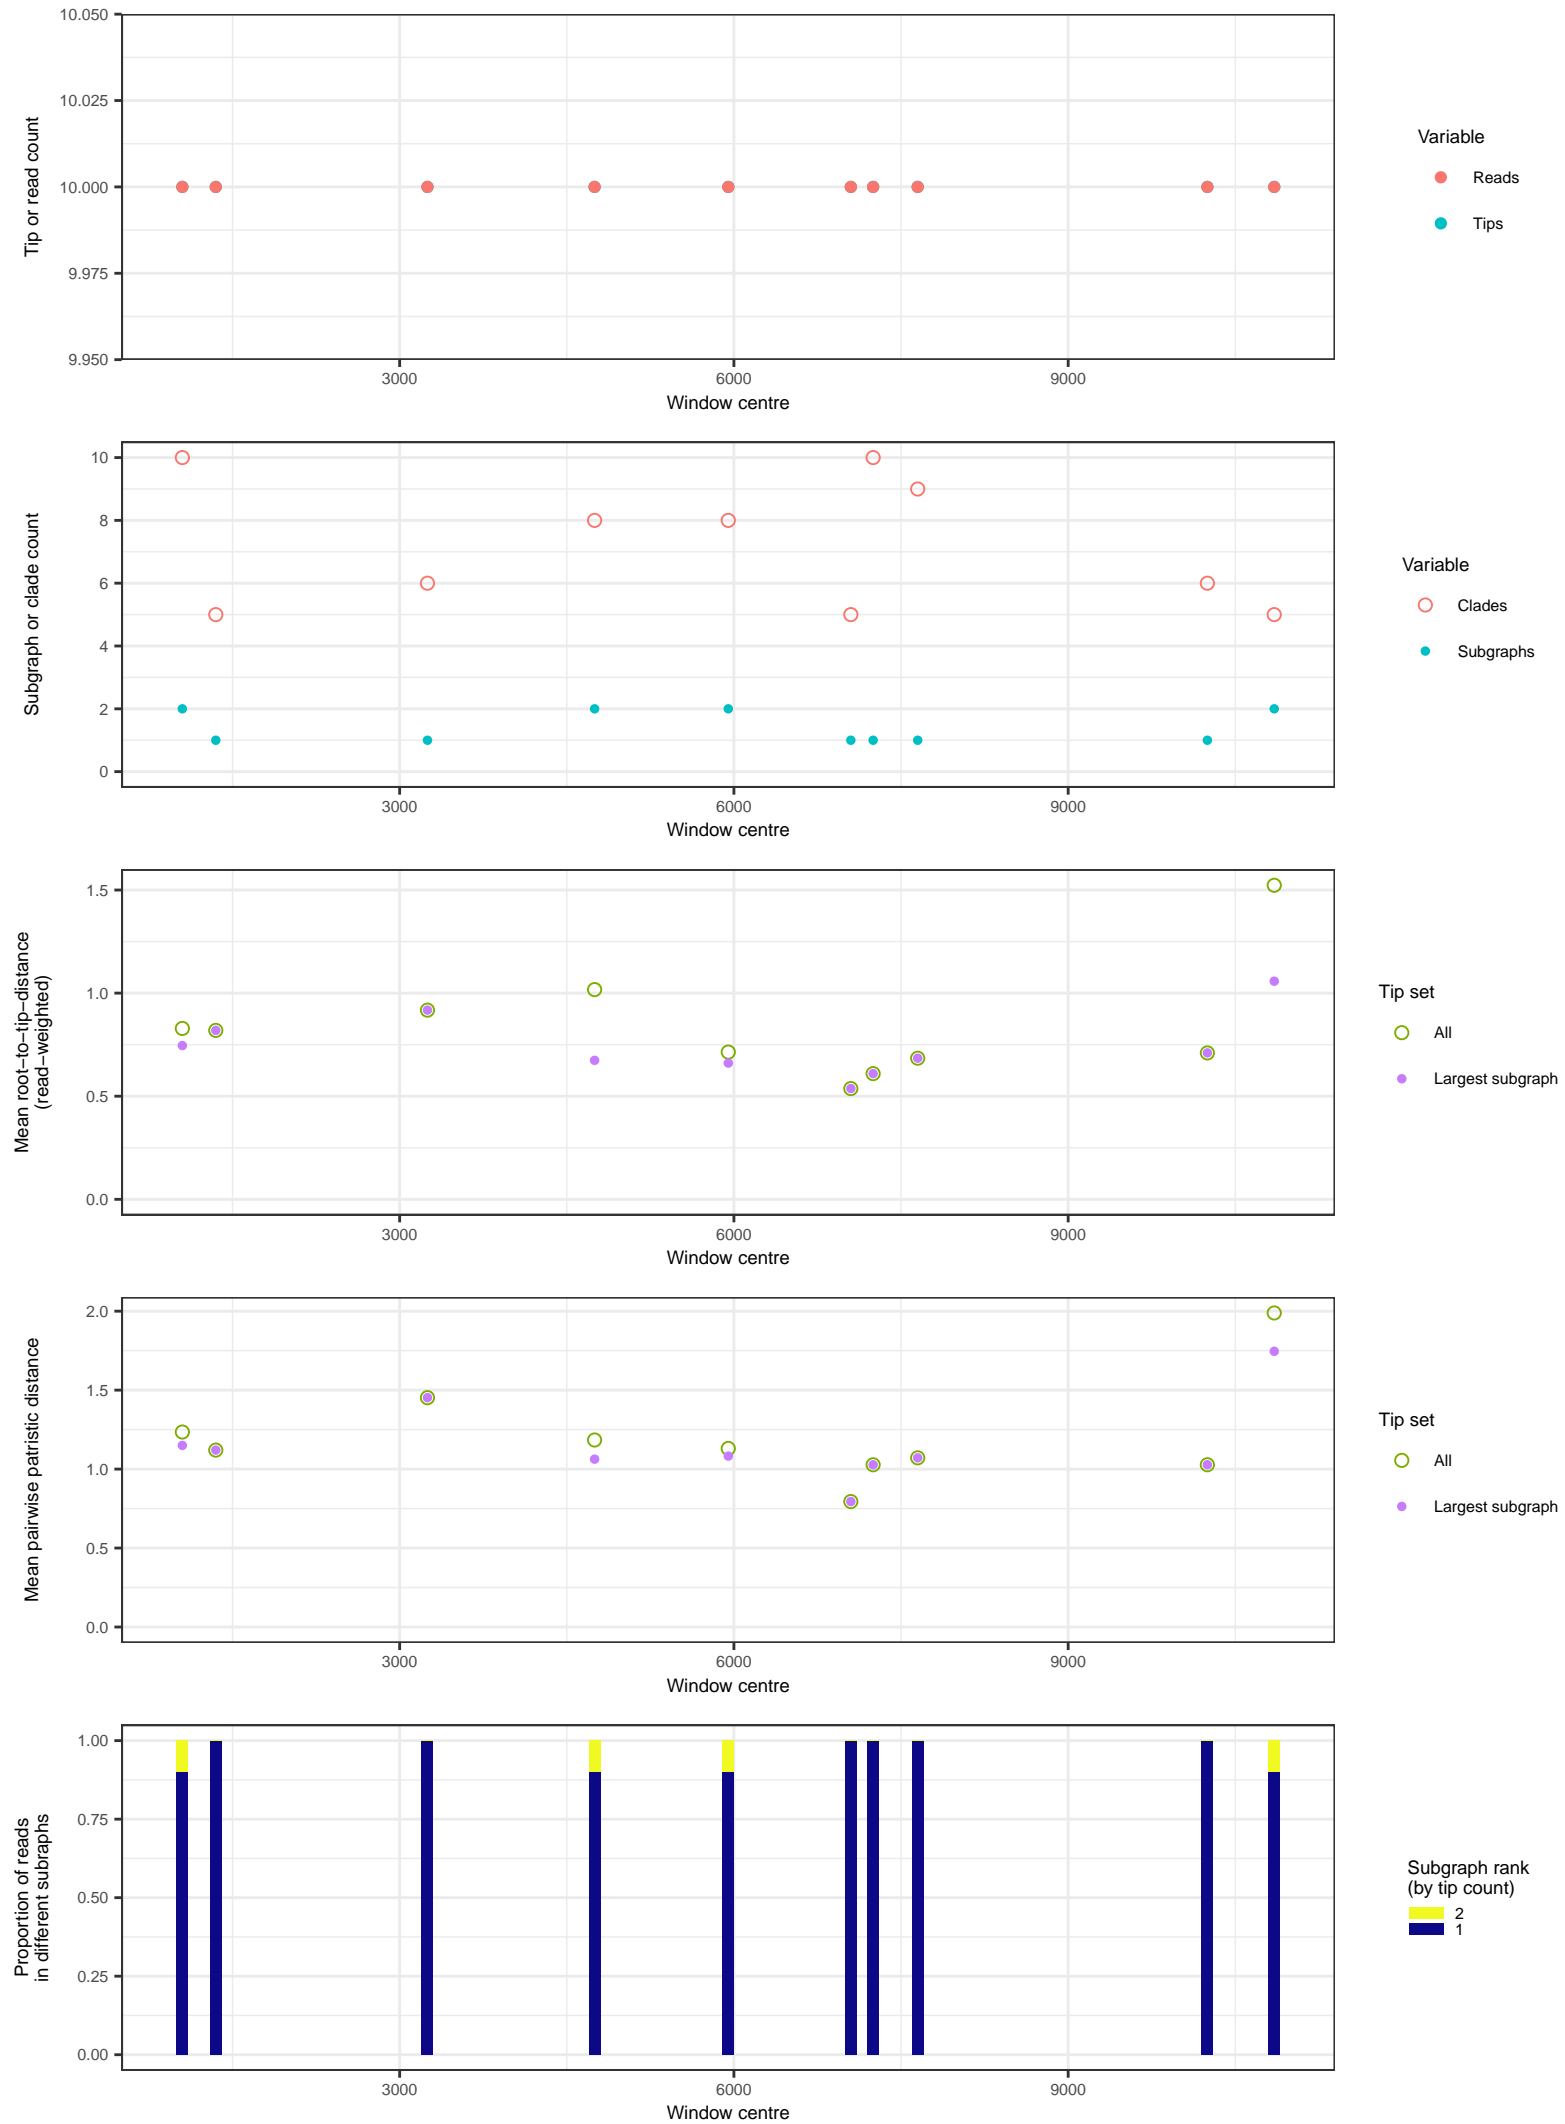 10.050
10.025
10.000
9.975
9.950
Tip or read count
3000
6000
9000
Window centre
Variable
Reads
Tips
10
8
6
4
2
0
Subgraph or clade count
3000
6000
9000
Window centre
Variable
Clades
Subgraphs
1.5
1.0
0.5
0.0
Mean root−to−tip−distance
(read−weighted)
3000
6000
9000
Window centre
Tip set
All
Largest subgraph
2.0
1.5
1.0
0.5
0.0
Mean pairwise patristic distance
3000
6000
9000
Window centre
Tip set
All
Largest subgraph
1.00
0.75
0.50
0.25
0.00
Proportion of reads
in different subraphs
3000
6000
9000
Window centre
Subgraph rank
(by tip count)
2
1